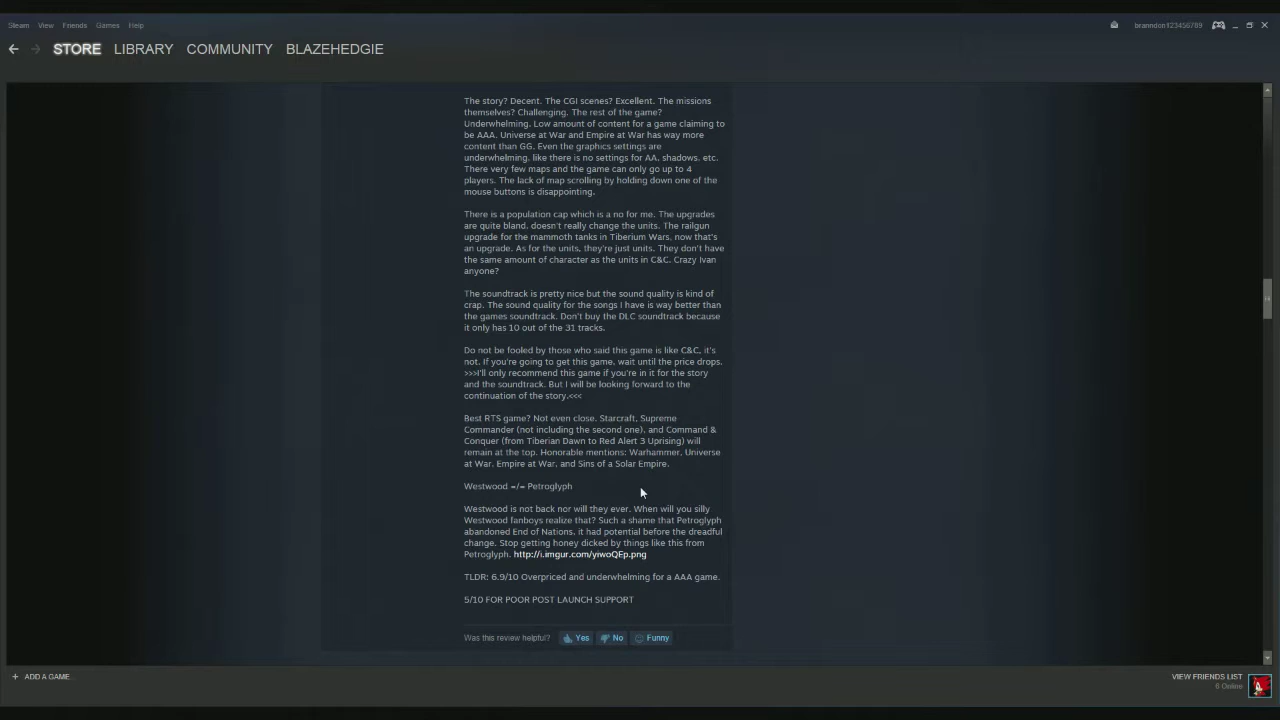 Steam View Friends Games Help
branndon123456789
STORE LIBRARY COMMUNITY BLAZEHEDGIE
The story? Decent. The CGI scenes? Excellent. The missions
themselves? Challenging. The rest of the game?
Underwhelming. Low amount of content for a game claiming to
be AAA. Universe at War and Empire at War has way more
content than GG. Even the graphics settings are
underwhelming, like there is no settings for AA, shadows, etc.
There very few maps and the game can only go up to 4
players. The lack of map scrolling by holding down one of the
mouse buttons is disappointing.
There is a population cap which is a no for me. The upgrades
are quite bland, doesn't really change the units. The railgun
upgrade for the mammoth tanks in Tiberium Wars, now that's
an upgrade. As for the units, they're just units. They don't have
the same amount of character as the units in C&C. Crazy Ivan
anyone?
The soundtrack is pretty nice but the sound quality is kind of
crap. The sound quality for the songs I have is way better than
the games soundtrack. Don't buy the DLC soundtrack because
it only has 10 out of the 31 tracks.
Do not be fooled by those who said this game is like C&C, it's
not. If you're going to get this game, wait until the price drops.
>>>I'll only recommend this game if you're in it for the story
and the soundtrack. But I will be looking forward to the
continuation of the story.<<<
Best RTS game? Not even close. Starcraft, Supreme
Commander (not including the second one), and Command &
Conquer (from Tiberian Dawn to Red Alert 3 Uprising) will
remain at the top. Honorable mentions: Warhammer, Universe
at War, Empire at War, and Sins of a Solar Empire.
Westwood =/= Petroglyph
Westwood is not back nor will they ever. When will you silly
Westwood fanboys realize that? Such a shame that Petroglyph
abandoned End of Nations, it had potential before the dreadful
change. Stop getting honey dicked by things like this from
Petroglyph. http://i.imgur.com/yiwoQEp.png
TLDR: 6.9/10 Overpriced and underwhelming for a AAA game.
5/10 FOR POOR POST LAUNCH SUPPORT
Was this review helpful? Yes No Funny
+ ADD A GAME...
VIEW FRIENDS LIST
6 Online